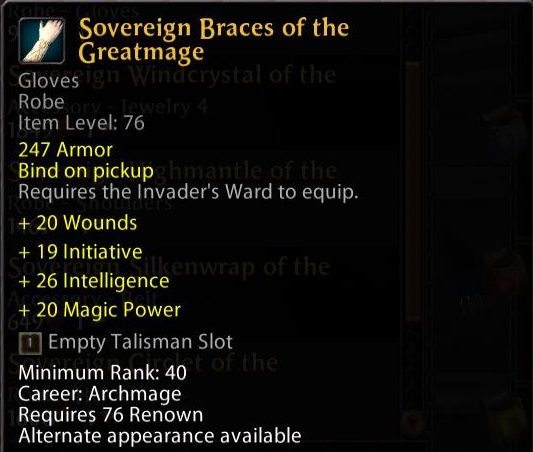 Sovereign Braces of the
Greatmage
Gloves
Robe
Item Level: 76
247 Armor
Bind on pickup
Requires the Invader's Ward to equip.
+ 20 Wounds
+ 19 Initiative
+ 26 Intelligence
+ 20 Magic Power
1 Empty Talisman Slot
Minimum Rank: 40
Career: Archmage
Requires 76 Renown
Alternate appearance available